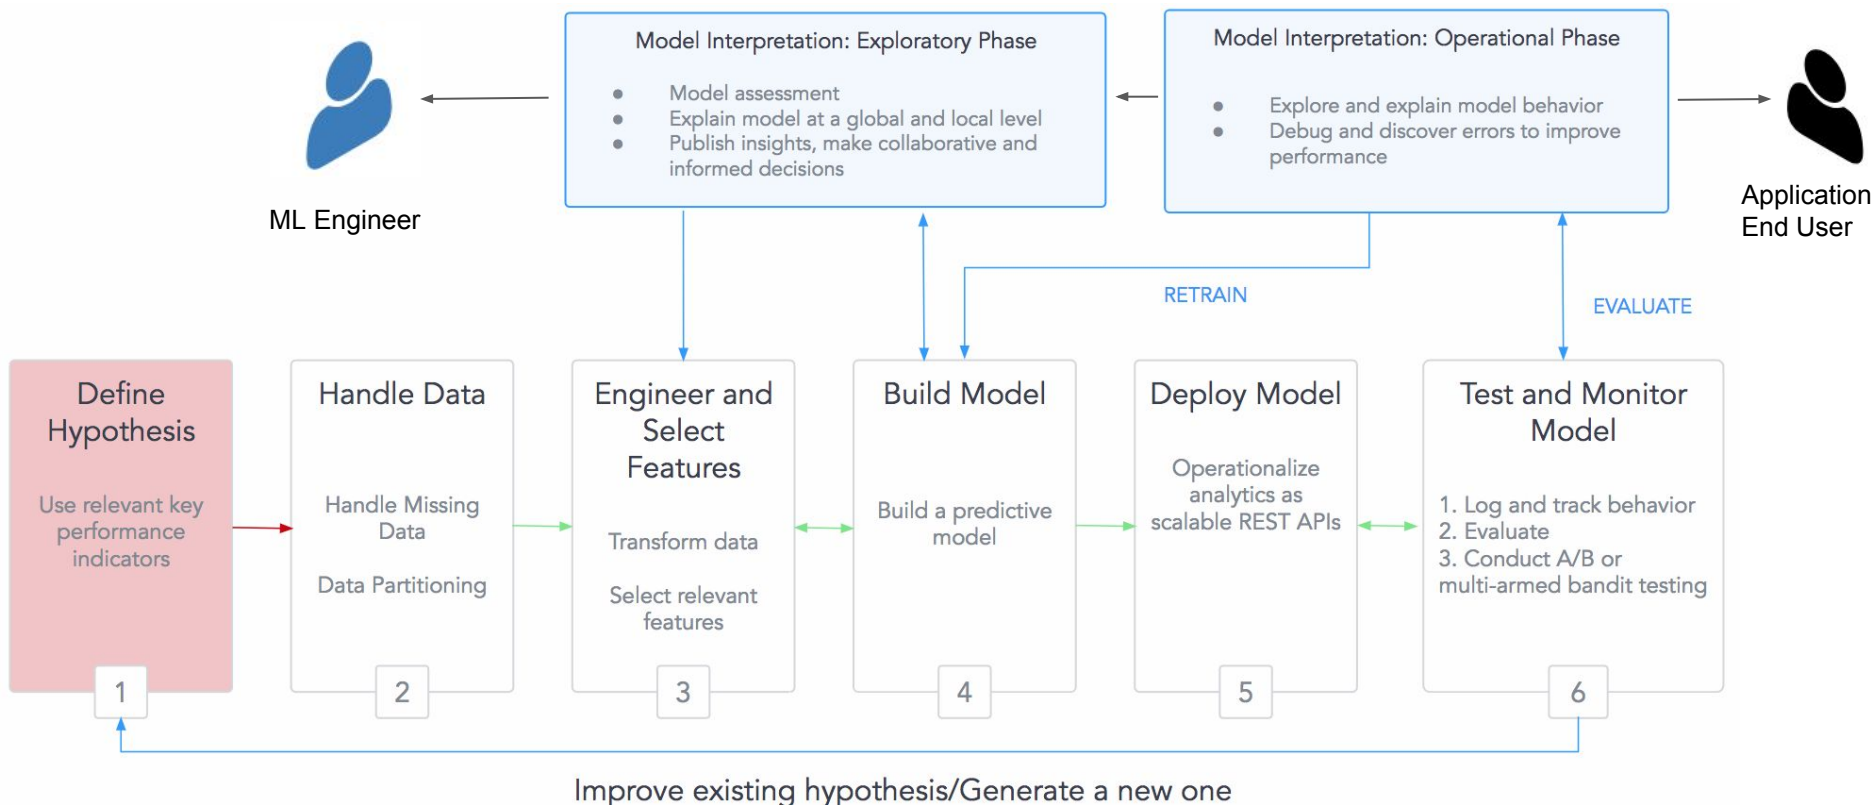 Model Interpretation: Exploratory Phase
● Model assessment
● Explain model at a global and local level
● Publish insights, make collaborative and
informed decisions
Model Interpretation: Operational Phase
● Explore and explain model behavior
● Debug and discover errors to improve
performance
ML Engineer
Application
End User
RETRAIN
EVALUATE
Define
Hypothesis
Use relevant key
performance
indicators
1
Handle Data
Handle Missing
Data
Data Partitioning
2
Engineer and
Select
Features
Transform data
Select relevant
features
3
Build Model
Build a predictive
model
4
Deploy Model
Operationalize
analytics as
scalable REST APIs
5
Test and Monitor
Model
1. Log and track behavior
2. Evaluate
3. Conduct A/B or
multi-armed bandit testing
6
Improve existing hypothesis/Generate a new one